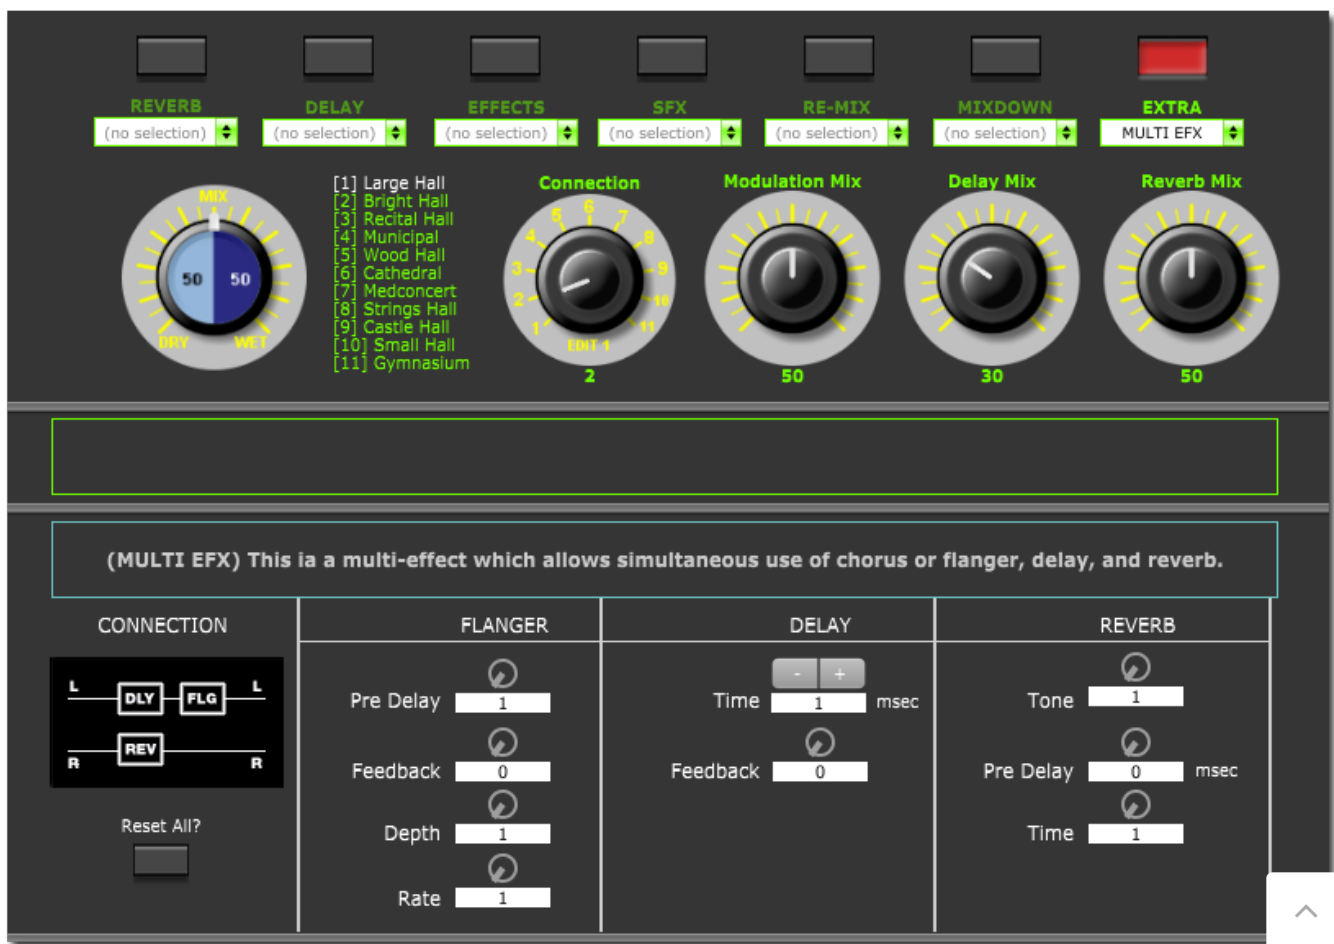 REVERB DELAY EFFECTS SFX RE-MIX MIXDOWN EXTRA
(no selection) (no selection) (no selection) (no selection) (no selection) (no selection) MULTI EFX
MIX
50 50
DRY WET
[1] Large Hall
[2] Bright Hall
[3] Recital Hall
[4] Municipal
[5] Wood Hall
[6] Cathedral
[7] Medconcert
[8] Strings Hall
[9] Castle Hall
[10] Small Hall
[11] Gymnasium
Connection
1 2 3 4 5 6 7 8 9 10 11
EDIT 1
2
Modulation Mix
50
Delay Mix
30
Reverb Mix
50
(MULTI EFX) This ia a multi-effect which allows simultaneous use of chorus or flanger, delay, and reverb.
CONNECTION
L DLY FLG L
R REV R
Reset All?
FLANGER
Pre Delay 1
Feedback 0
Depth 1
Rate 1
DELAY
- +
Time 1 msec
Feedback 0
REVERB
Tone 1
Pre Delay 0 msec
Time 1